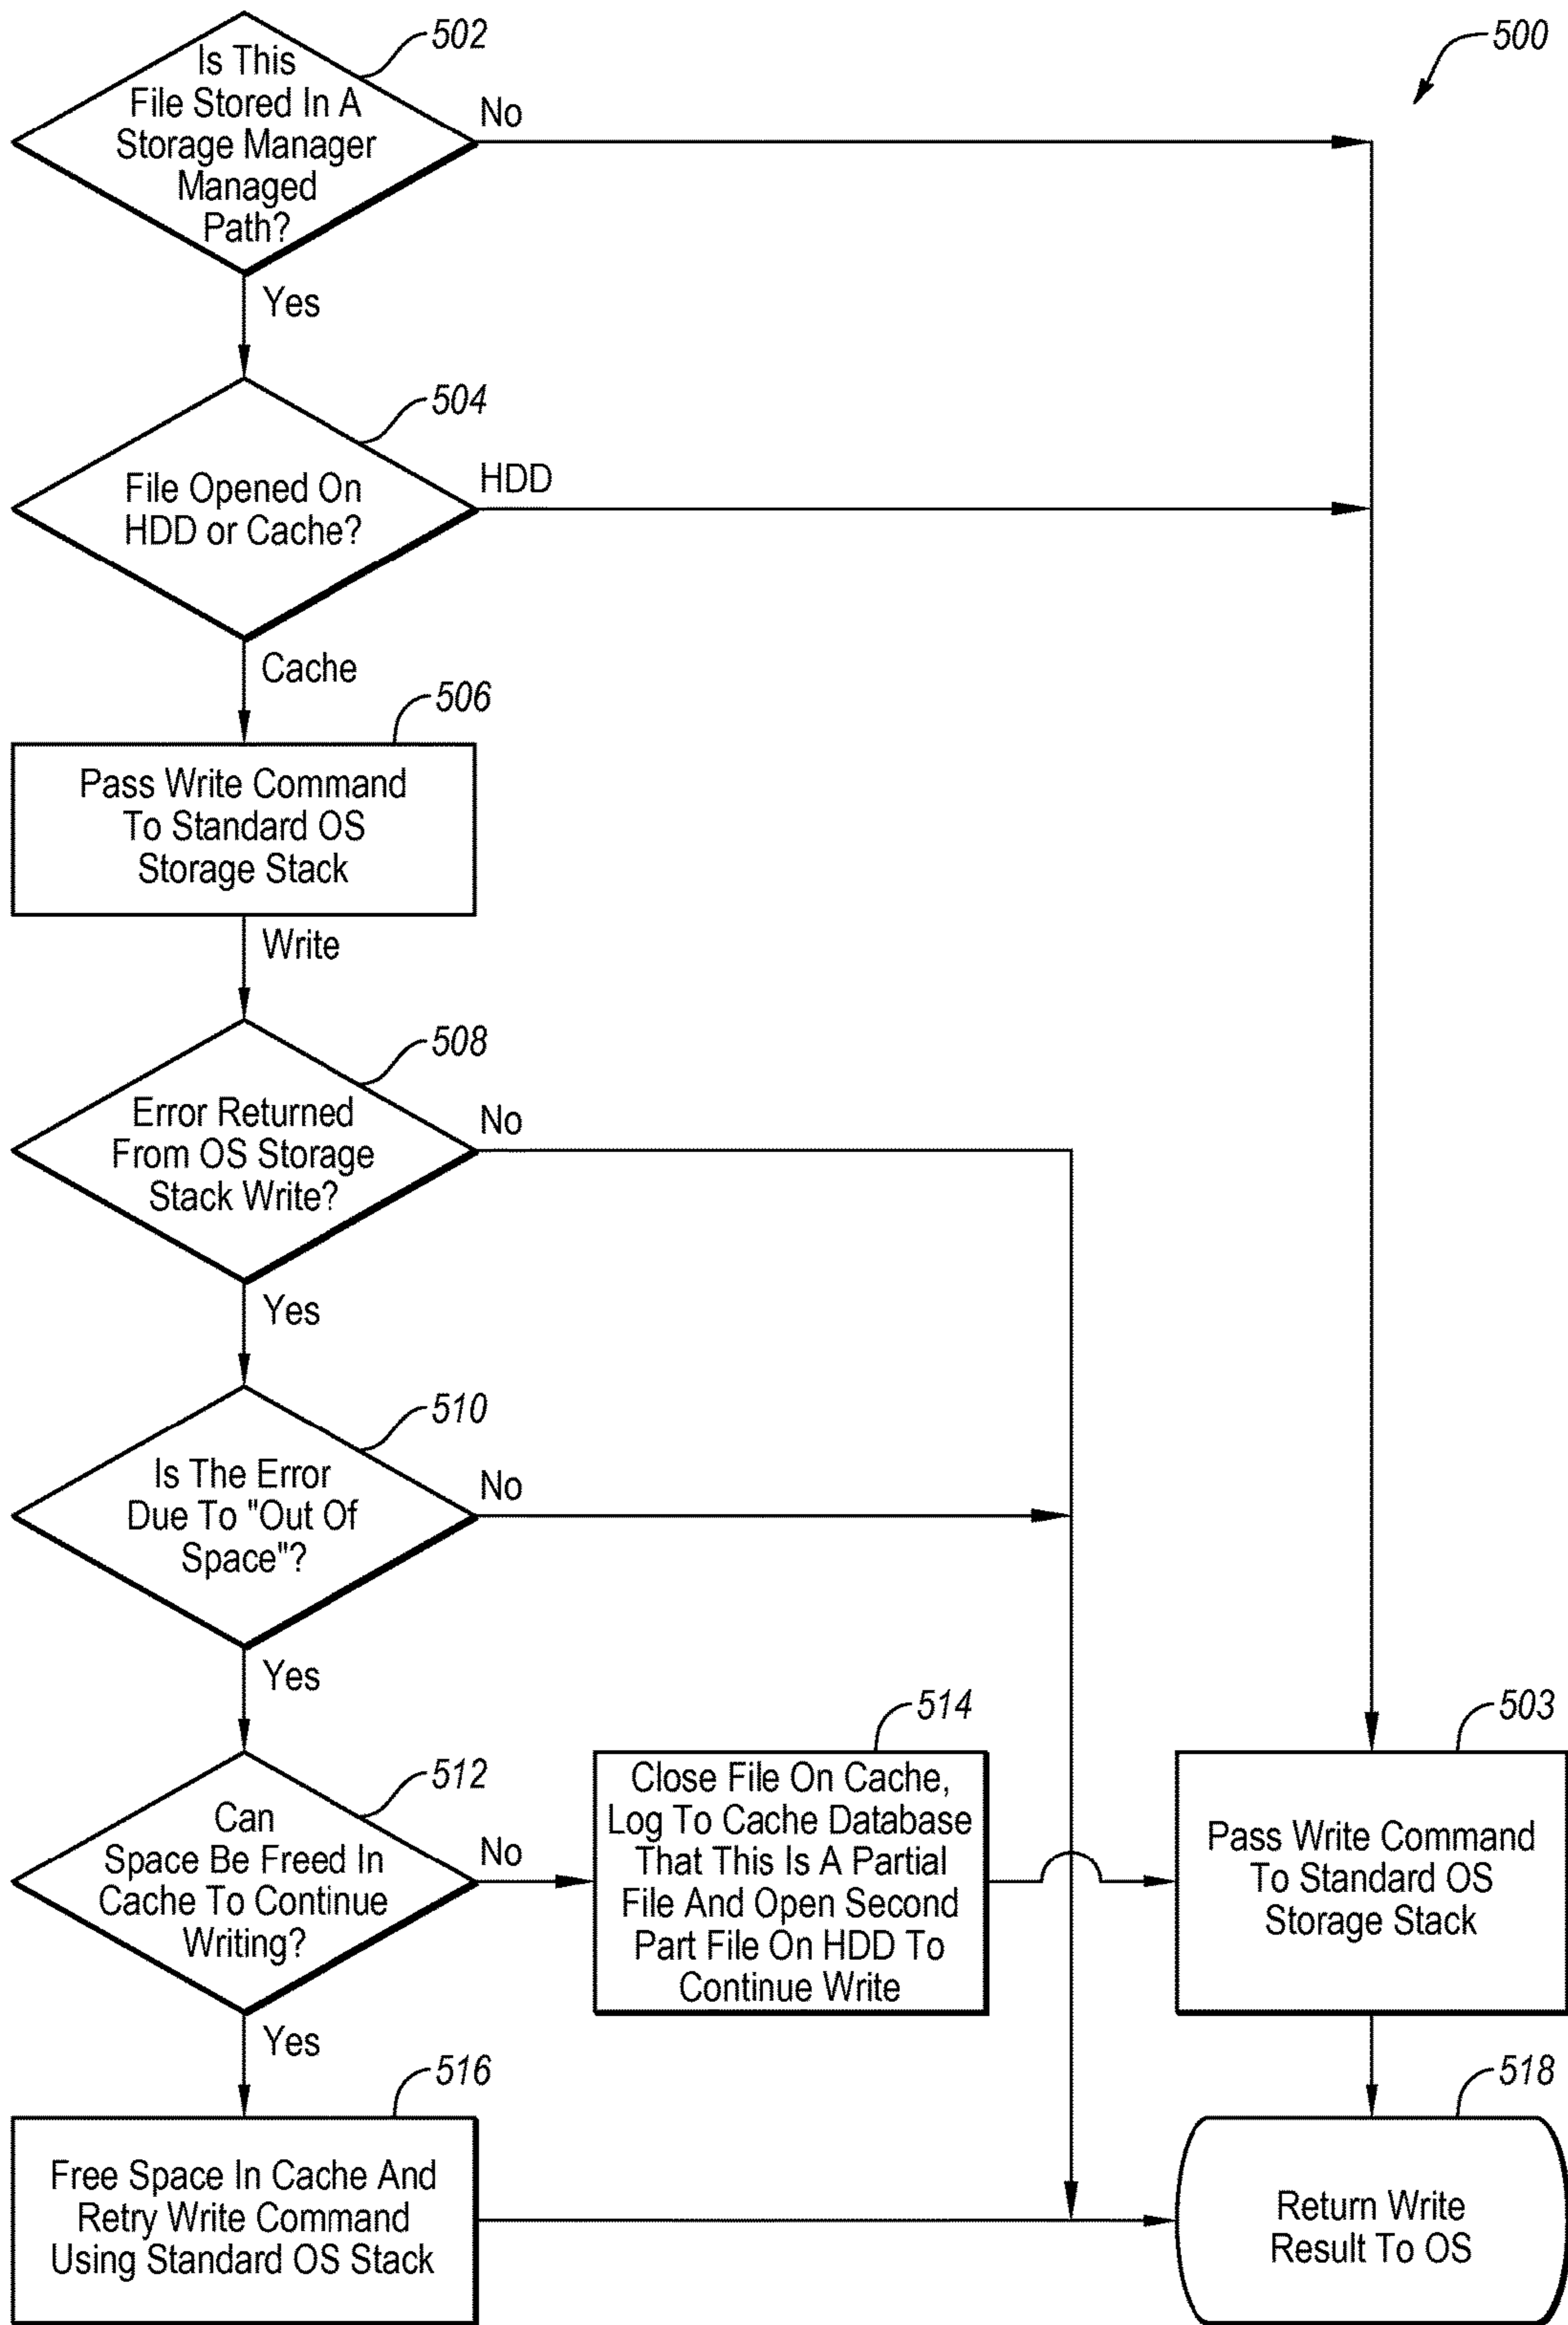 502
500
Is This
File Stored In A
Storage Manager
Managed
Path?
No
Yes
504
File Opened On
HDD or Cache?
HDD
Cache
506
Pass Write Command
To Standard OS
Storage Stack
Write
508
Error Returned
From OS Storage
Stack Write?
No
Yes
510
Is The Error
Due To "Out Of
Space"?
No
Yes
512
Can
Space Be Freed In
Cache To Continue
Writing?
No
514
Close File On Cache,
Log To Cache Database
That This Is A Partial
File And Open Second
Part File On HDD To
Continue Write
503
Pass Write Command
To Standard OS
Storage Stack
Yes
516
Free Space In Cache And
Retry Write Command
Using Standard OS Stack
518
Return Write
Result To OS